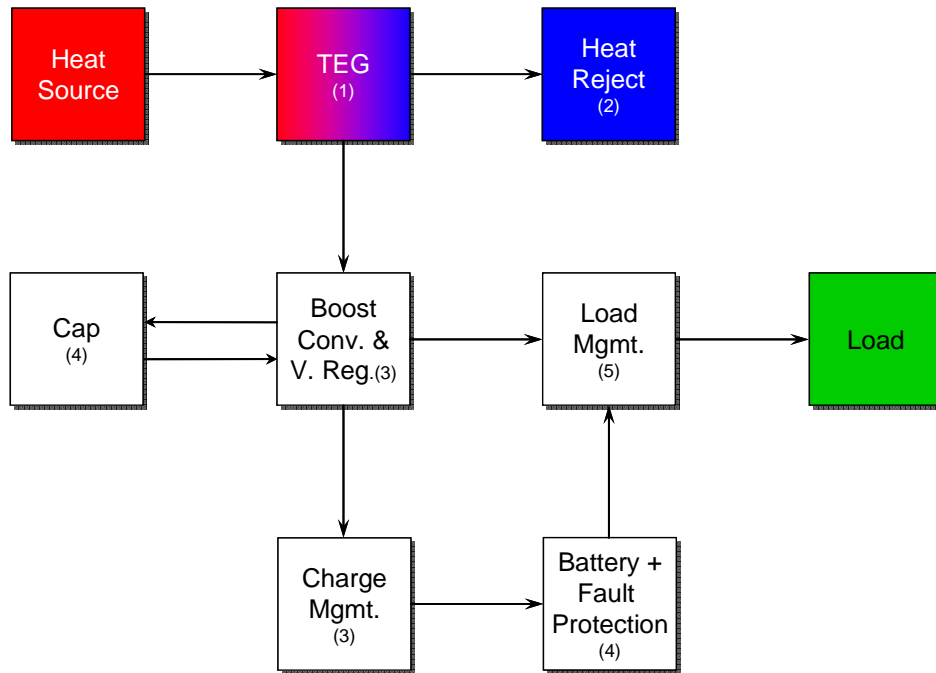 Heat
Source
TEG
(1)
Heat
Reject
(2)
Cap
(4)
Boost
Conv. &
V. Reg.(3)
Load
Mgmt.
(5)
Load
Charge
Mgmt.
(3)
Battery +
Fault
Protection
(4)